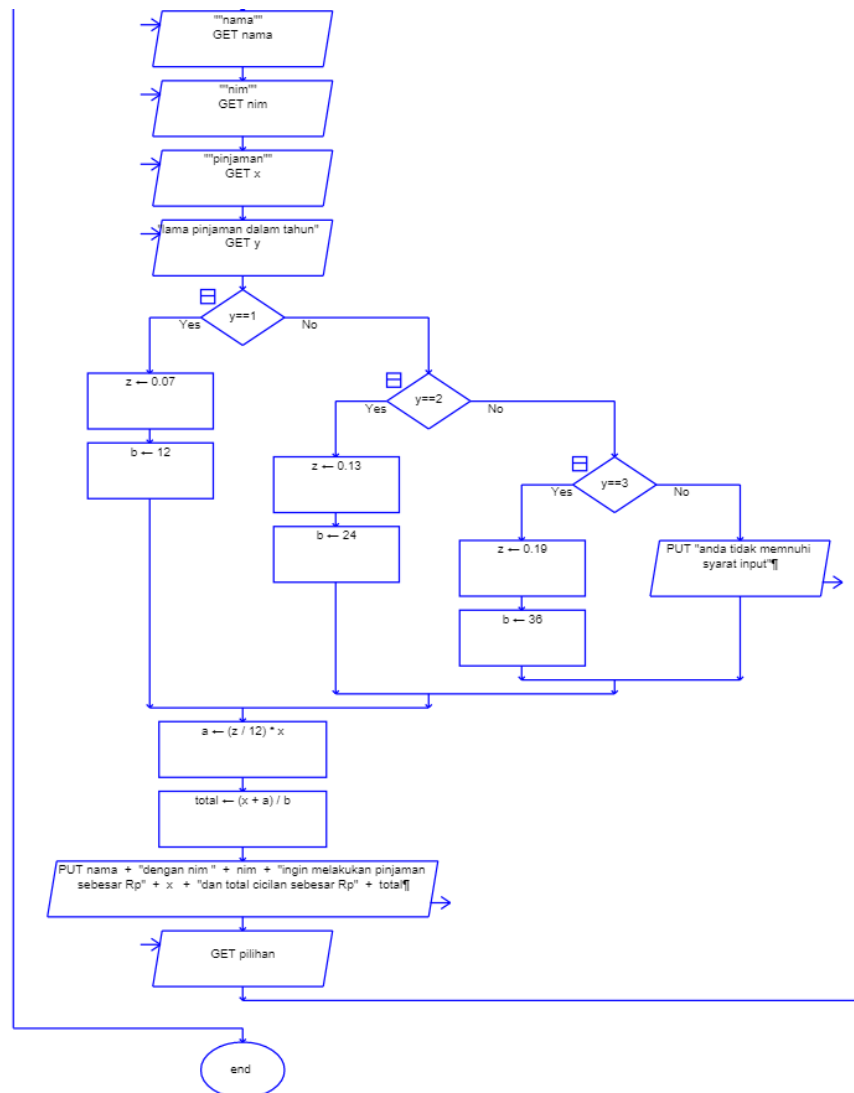 ""nama""
GET nama
""nim""
GET nim
""pinjaman""
GET x
"lama pinjaman dalam tahun"
GET y
y==1
Yes
No
z ← 0.07
y==2
Yes
No
b ← 12
z ← 0.13
y==3
Yes
No
b ← 24
z ← 0.19
PUT "anda tidak memnuhi
syarat input"¶
b ← 36
a ← (z / 12) * x
total ← (x + a) / b
PUT nama + "dengan nim " + nim + "ingin melakukan pinjaman
sebesar Rp" + x + "dan total cicilan sebesar Rp" + total¶
GET pilihan
end